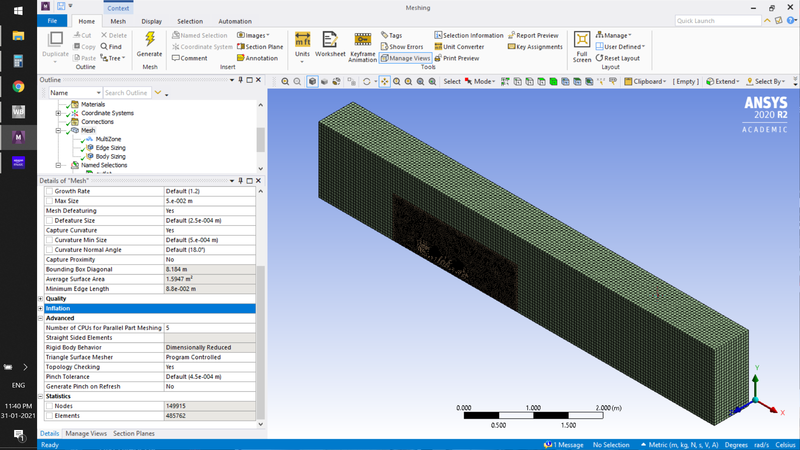 Context
Meshing
File Home Mesh Display Selection Automation
Quick Launch
Duplicate
Cut
Copy
Paste
Delete
Find
Tree
Outline
Generate
Mesh
Named Selection
Coordinate System
Comment
Images
Section Plane
Annotation
Insert
Units
Worksheet
Keyframe Animation
Tags
Show Errors
Manage Views
Selection Information
Unit Converter
Print Preview
Report Preview
Key Assignments
Tools
Full Screen
Manage
User Defined
Reset Layout
Layout
Outline
Name Search Outline
Select Mode Clipboard [ Empty ] Extend Select By
Materials
Coordinate Systems
Connections
Mesh
MultiZone
Edge Sizing
Body Sizing
Named Selections
Details of "Mesh"
Growth Rate Default (1.2)
Max Size 5.e-002 m
Mesh Defeaturing Yes
Defeature Size Default (2.5e-004 m)
Capture Curvature Yes
Curvature Min Size Default (5.e-004 m)
Curvature Normal Angle Default (18.0°)
Capture Proximity No
Bounding Box Diagonal 8.184 m
Average Surface Area 1.5947 m²
Minimum Edge Length 8.8e-002 m
Quality
Inflation
Advanced
Number of CPUs for Parallel Part Meshing 5
Straight Sided Elements
Rigid Body Behavior Dimensionally Reduced
Triangle Surface Mesher Program Controlled
Topology Checking Yes
Pinch Tolerance Default (4.5e-004 m)
Generate Pinch on Refresh No
Statistics
Nodes 149915
Elements 485762
Details Manage Views Section Planes
Ready
1 Message No Selection Metric (m, kg, N, s, V, A) Degrees rad/s Celsius
ANSYS
2020 R2
ACADEMIC
0.000 1.000 2.000 (m)
0.500 1.500
Y
X
ENG
11:40 PM
31-01-2021